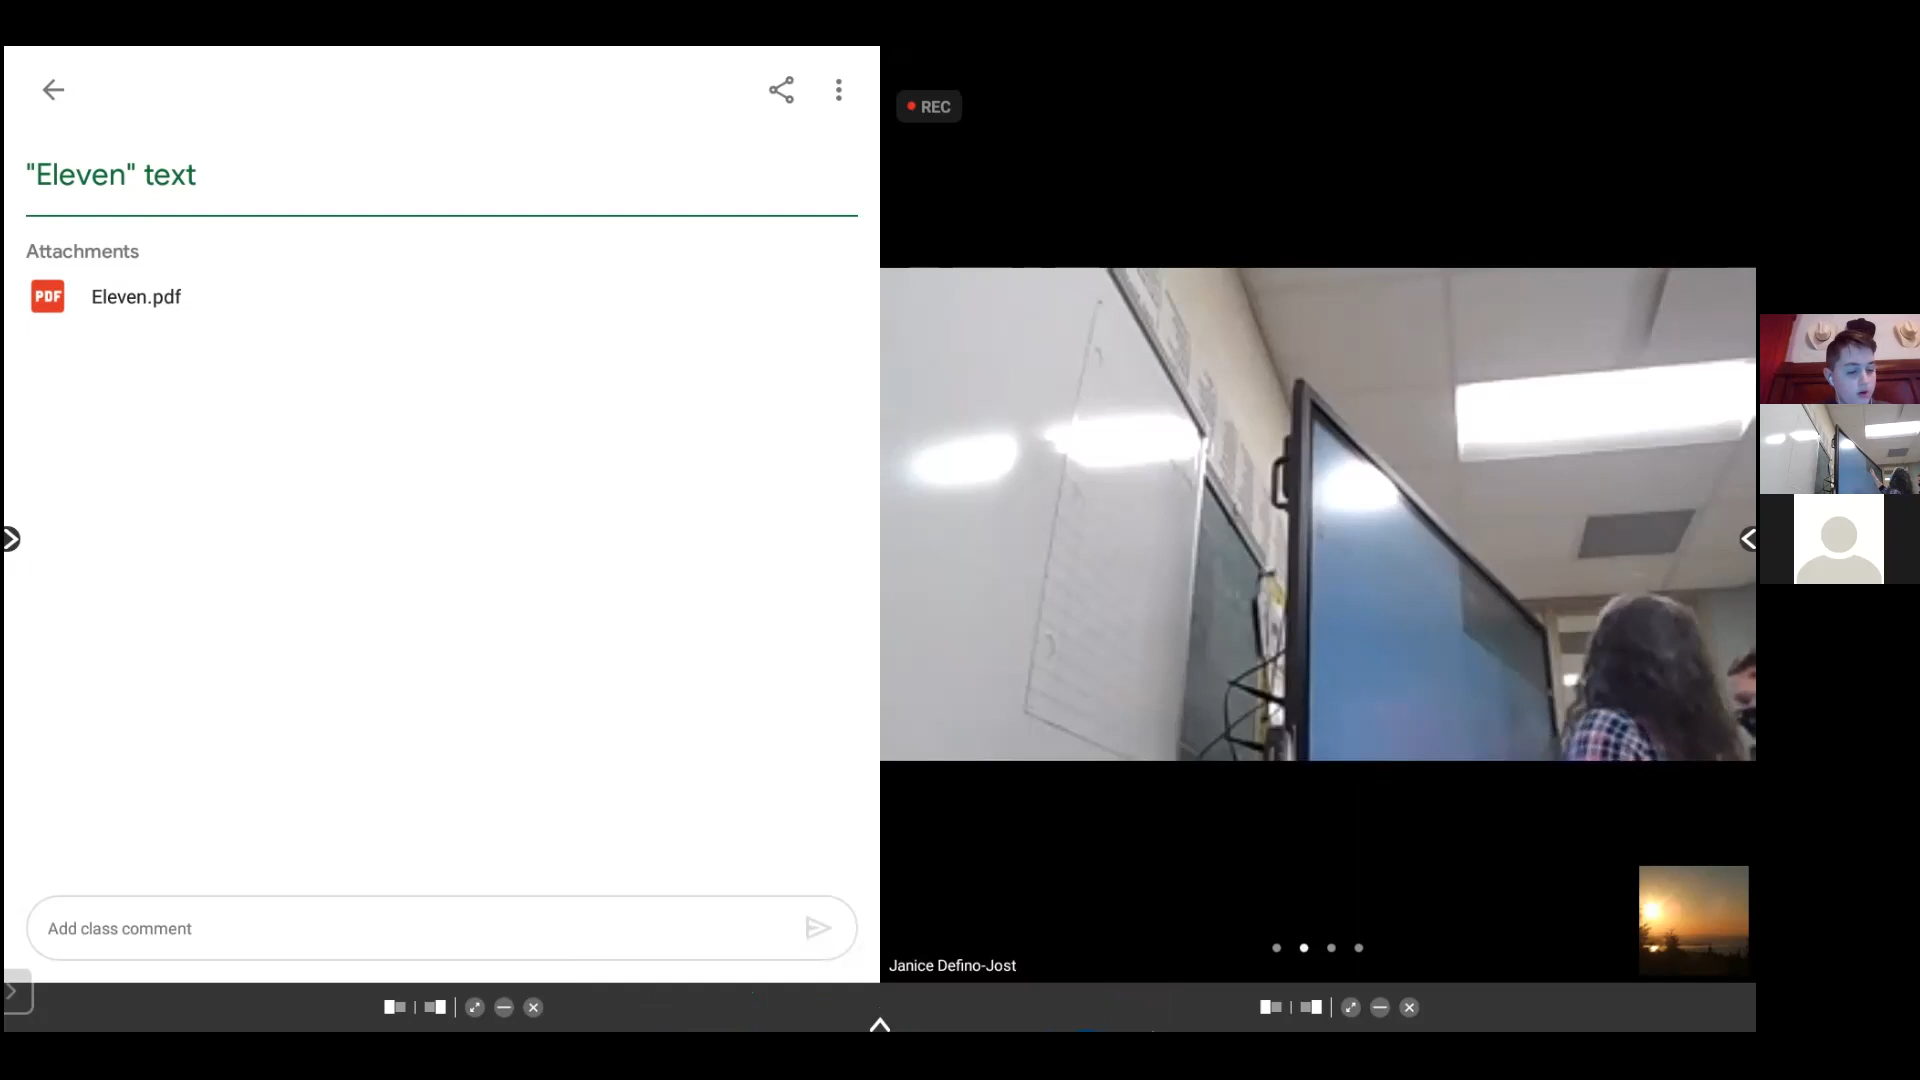 "Eleven" text
Attachments
PDF
Eleven.pdf
Add class comment
REC
Janice Defino-Jost